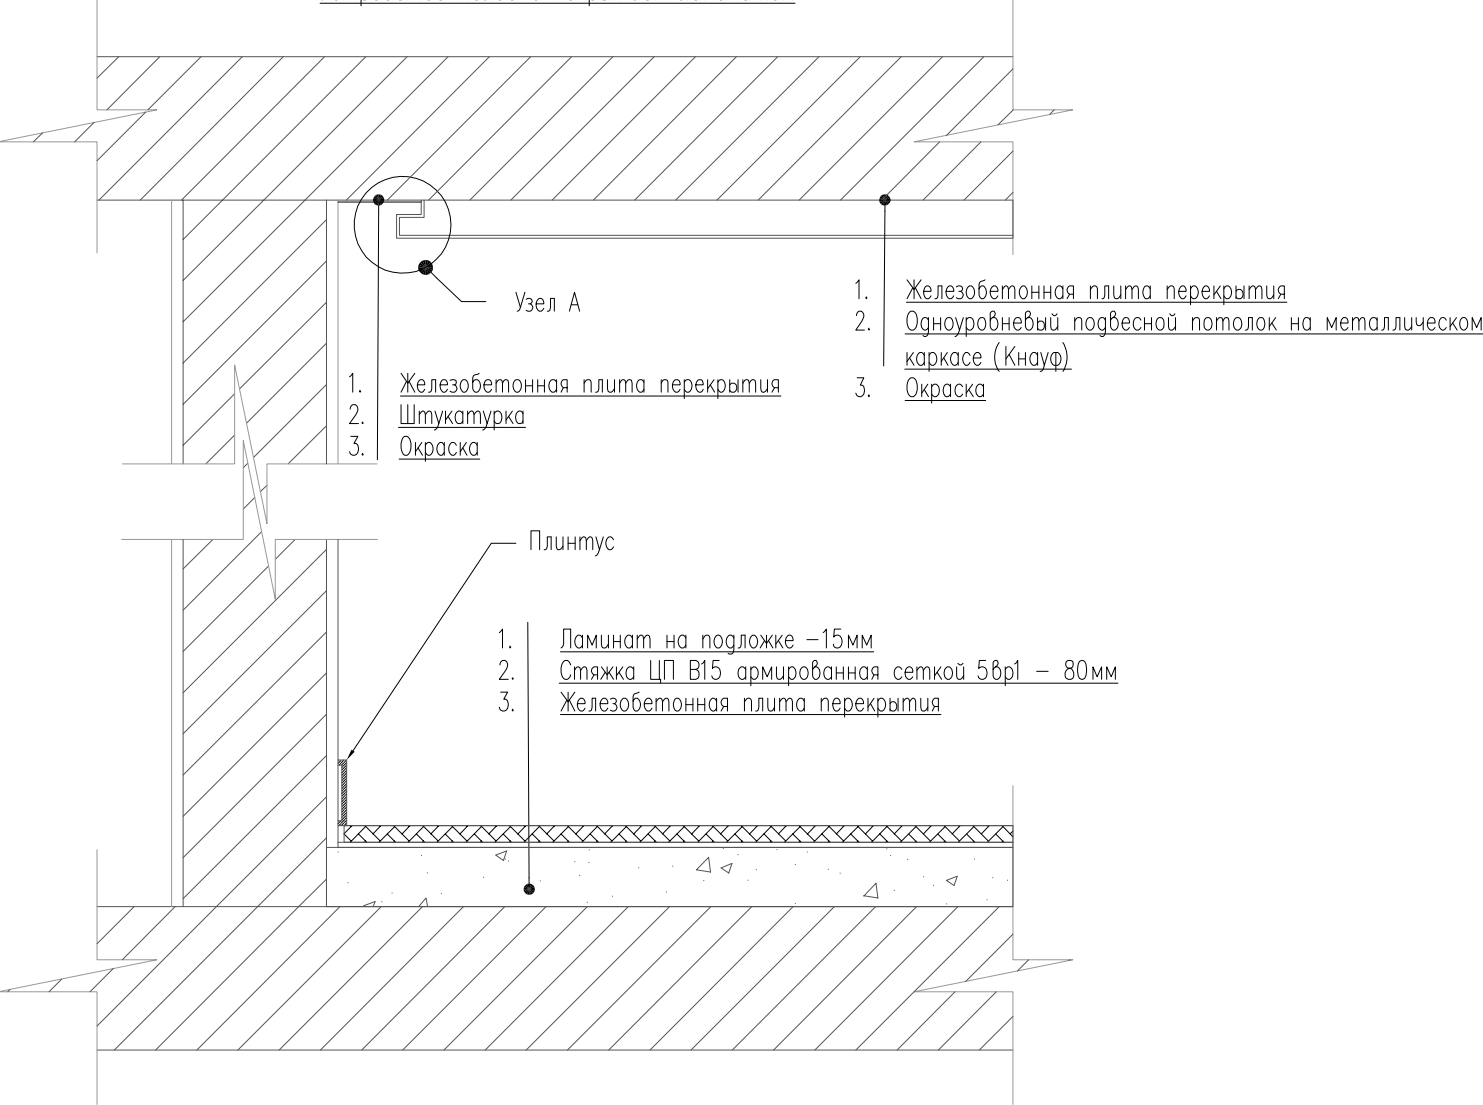 Узел А
1. Железобетонная плита перекрытия
2. Одноуровневый подвесной потолок на металлическом
каркасе (Кнауф)
3. Окраска
1. Железобетонная плита перекрытия
2. Штукатурка
3. Окраска
Плинтус
1. Ламинат на подложке –15мм
2. Стяжка ЦП В15 армированная сеткой 5вр1 – 80мм
3. Железобетонная плита перекрытия